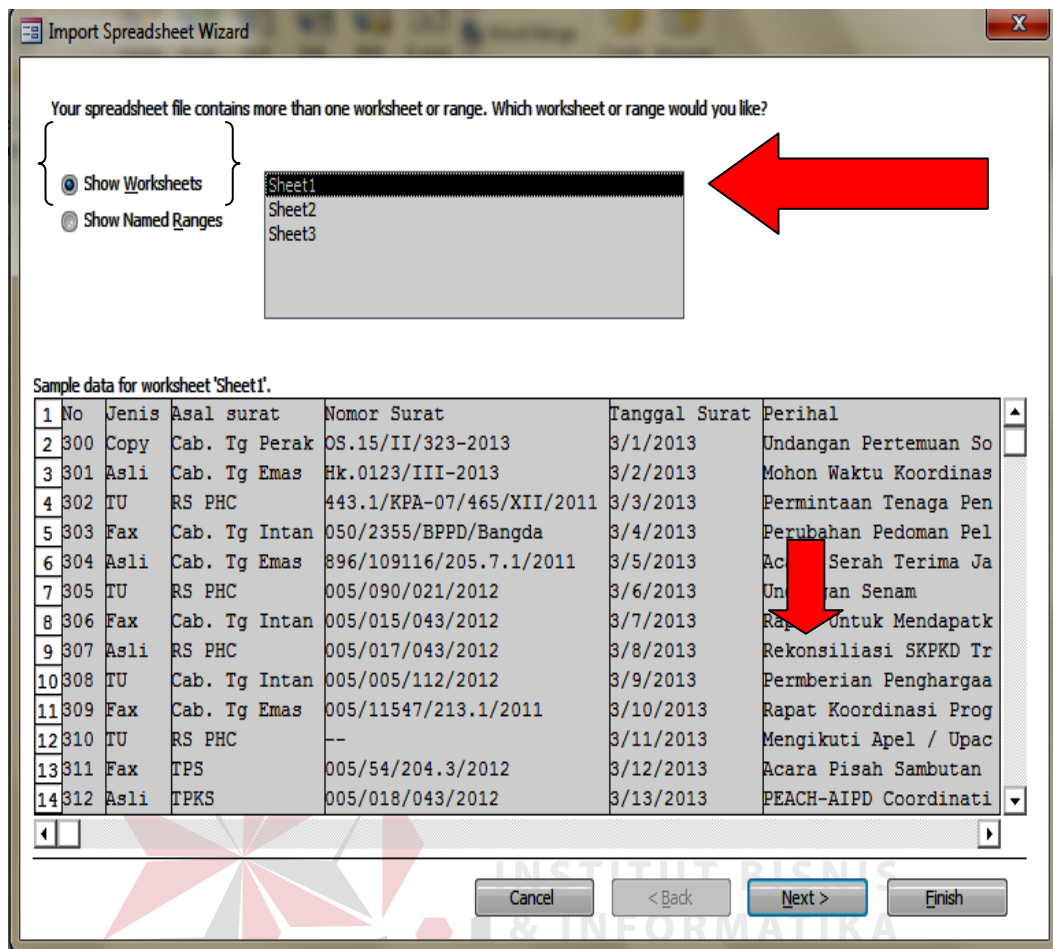 Import Spreadsheet Wizard
X
Your spreadsheet file contains more than one worksheet or range. Which worksheet or range would you like?
Show Worksheets
Show Named Ranges
Sheet1
Sheet2
Sheet3
Sample data for worksheet 'Sheet1'.
1 No Jenis Asal surat Nomor Surat Tanggal Surat Perihal
2 300 Copy Cab. Tg Perak OS.15/II/323-2013 3/1/2013 Undangan Pertemuan So
3 301 Asli Cab. Tg Emas Hk.0123/III-2013 3/2/2013 Mohon Waktu Koordinas
4 302 TU RS PHC 443.1/KPA-07/465/XII/2011 3/3/2013 Permintaan Tenaga Pen
5 303 Fax Cab. Tg Intan 050/2355/BPPD/Bangda 3/4/2013 Perubahan Pedoman Pel
6 304 Asli Cab. Tg Emas 896/109116/205.7.1/2011 3/5/2013 Serah Terima Ja
7 305 TU RS PHC 005/090/021/2012 3/6/2013 Senam
8 306 Fax Cab. Tg Intan 005/015/043/2012 3/7/2013 Untuk Mendapatk
9 307 Asli RS PHC 005/017/043/2012 3/8/2013 Rekonsiliasi SKPKD Tr
10 308 TU Cab. Tg Intan 005/005/112/2012 3/9/2013 Permberian Penghargaa
11 309 Fax Cab. Tg Emas 005/11547/213.1/2011 3/10/2013 Rapat Koordinasi Prog
12 310 TU RS PHC -- 3/11/2013 Mengikuti Apel / Upac
13 311 Fax TPS 005/54/204.3/2012 3/12/2013 Acara Pisah Sambutan
14 312 Asli TPKS 005/018/043/2012 3/13/2013 PEACH-AIPD Coordinati
INSTITUT BISNIS
Cancel < Back Next > Finish
& INFORMATIKA